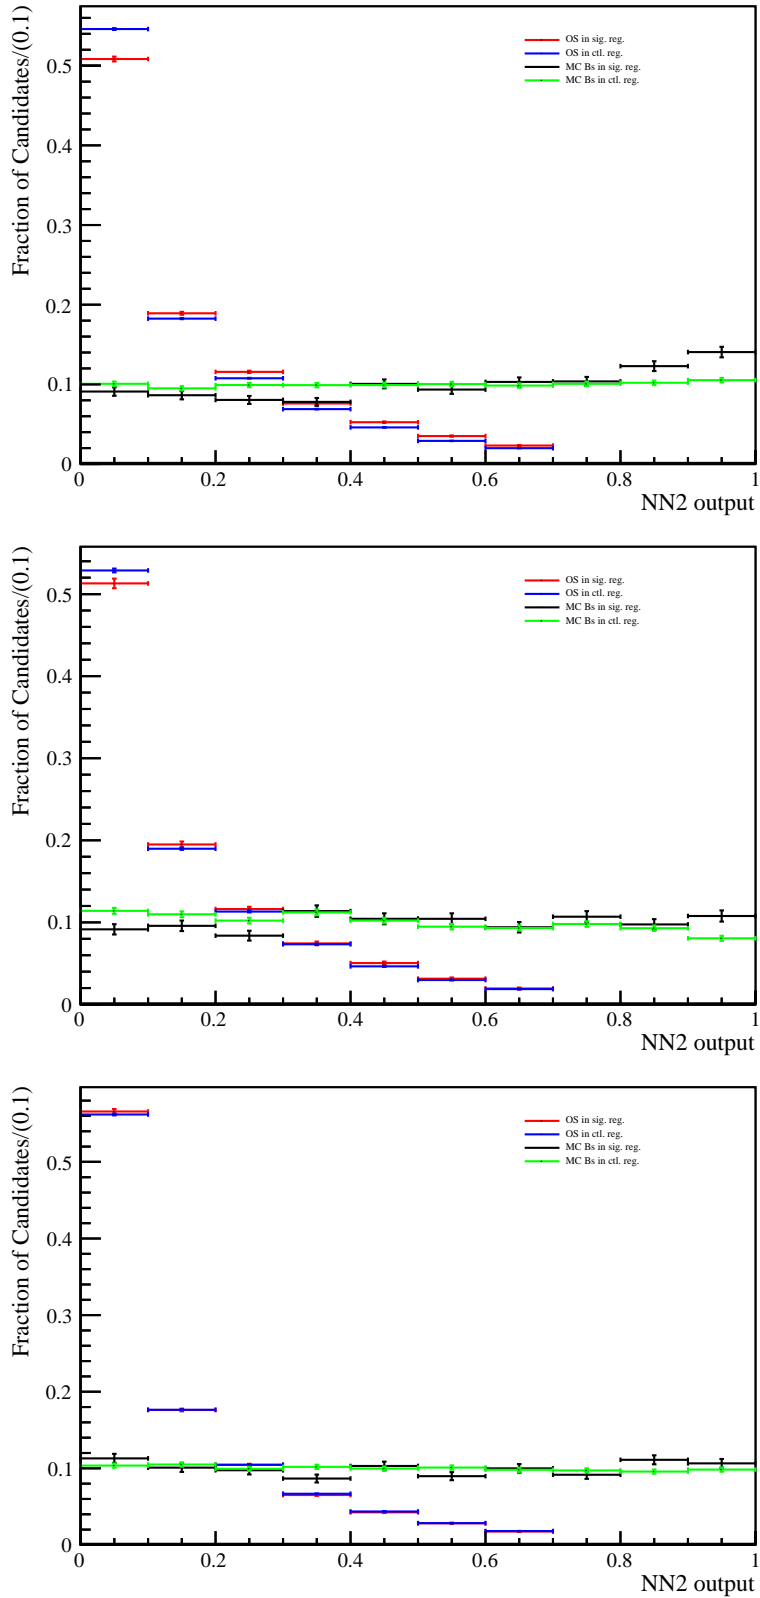 Fraction of Candidates/(0.1)
OS in sig. reg.
OS in ctl. reg.
MC Bs in sig. reg.
MC Bs in ctl. reg.
0.5
0.4
0.3
0.2
0.1
0
0 0.2 0.4 0.6 0.8 1
NN2 output
Fraction of Candidates/(0.1)
OS in sig. reg.
OS in ctl. reg.
MC Bs in sig. reg.
MC Bs in ctl. reg.
0.5
0.4
0.3
0.2
0.1
0
0 0.2 0.4 0.6 0.8 1
NN2 output
Fraction of Candidates/(0.1)
OS in sig. reg.
OS in ctl. reg.
MC Bs in sig. reg.
MC Bs in ctl. reg.
0.5
0.4
0.3
0.2
0.1
0
0 0.2 0.4 0.6 0.8 1
NN2 output